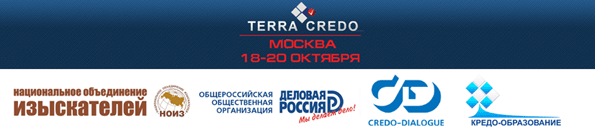 TERRA CREDO
МОСКВА
18-20 ОКТЯБРЯ
НАЦИОНАЛЬНОЕ ОБЪЕДИНЕНИЕ
ИЗЫСКАТЕЛЕЙ
НОИЗ
ОБЩЕРОССИЙСКАЯ
ОБЩЕСТВЕННАЯ
ОРГАНИЗАЦИЯ
ДЕЛОВАЯ
РОССИЯ
Мы делаем дело!
CREDO-DIALOGUE
КРЕДО-ОБРАЗОВАНИЕ